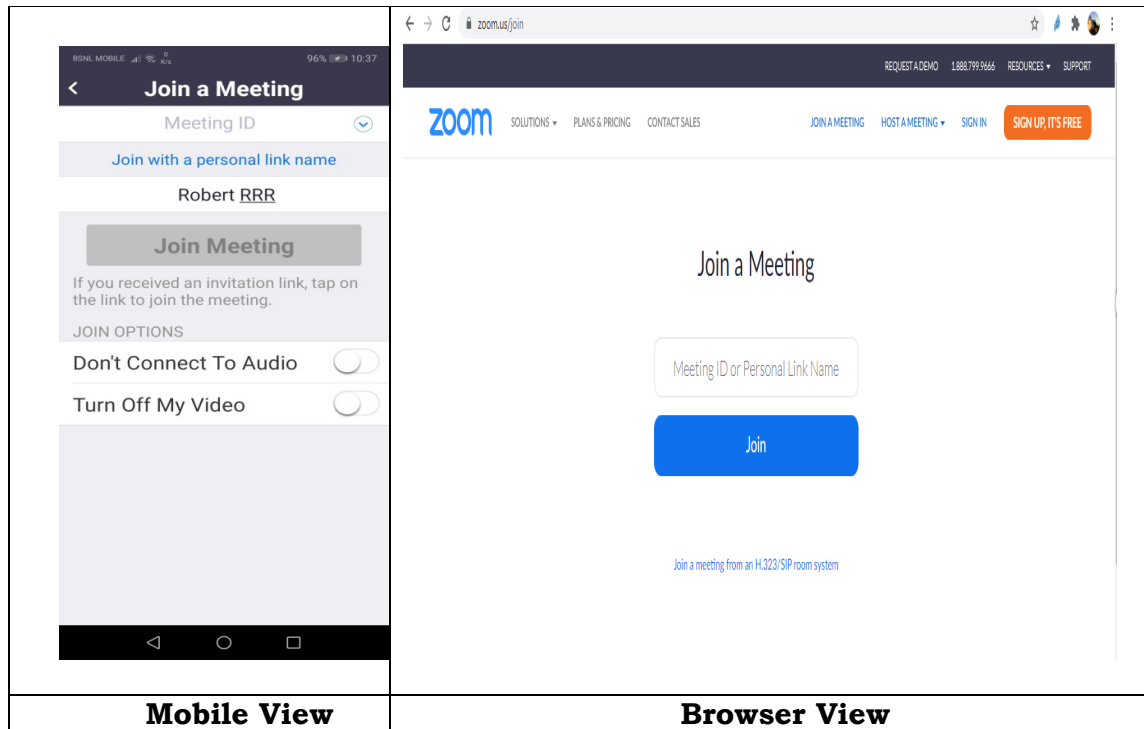 BSNL MOBILE 0 K/s 96% 10:37
Join a Meeting
Meeting ID
Join with a personal link name
Robert RRR
Join Meeting
If you received an invitation link, tap on
the link to join the meeting.
JOIN OPTIONS
Don't Connect To Audio
Turn Off My Video
Mobile View
zoom.us/join
REQUEST A DEMO 1.888.799.9666 RESOURCES SUPPORT
zoom SOLUTIONS PLANS & PRICING CONTACT SALES JOIN A MEETING HOST A MEETING SIGN IN SIGN UP, IT'S FREE
Join a Meeting
Meeting ID or Personal Link Name
Join
Join a meeting from an H.323/SIP room system
Browser View